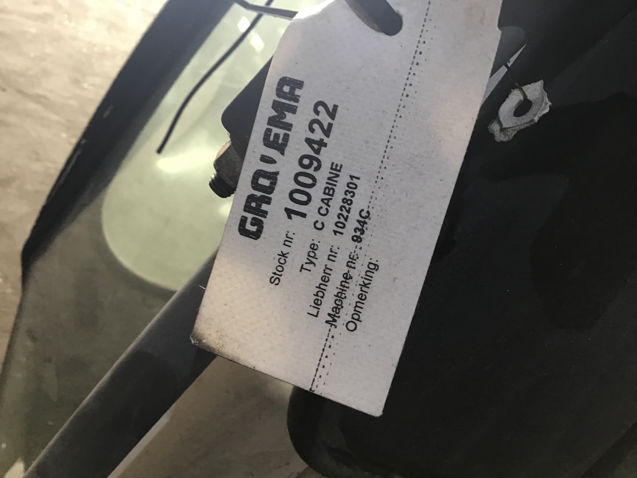 GROVEMA
Stock nr: 1009422
Type: C CABINE
Liebherr nr: 10228301
Machine nr: 934C
Opmerking: